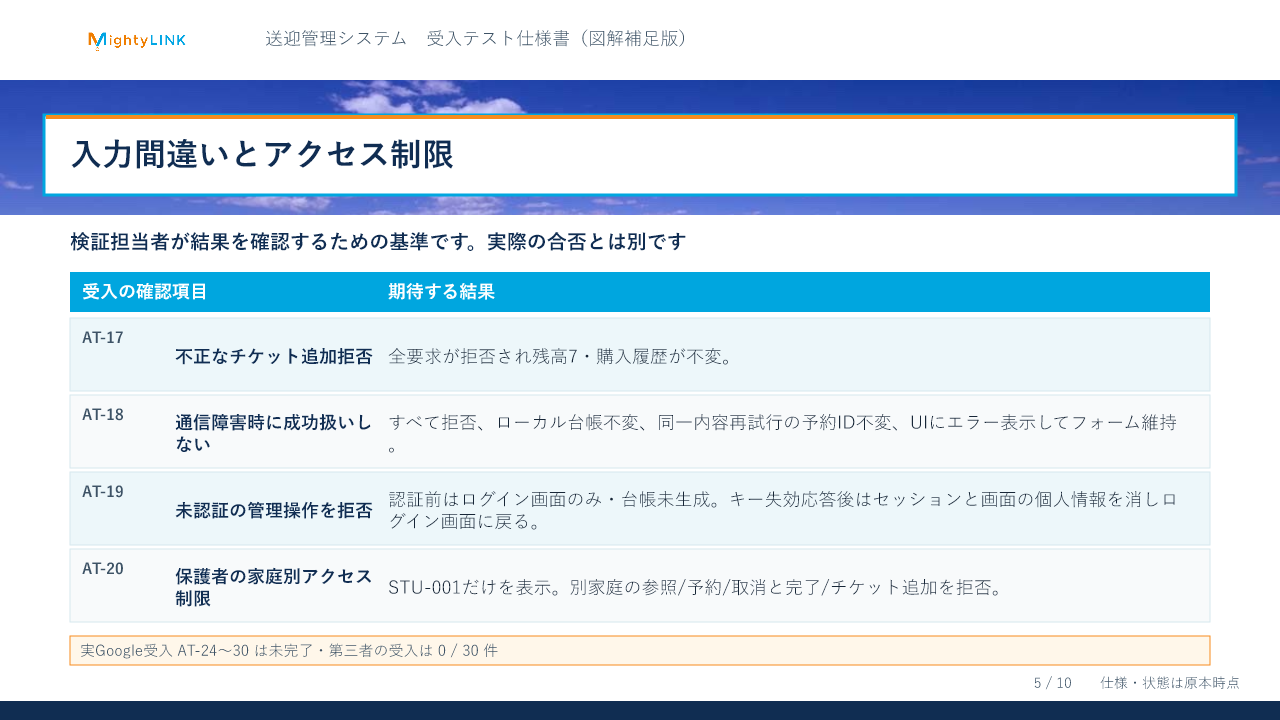 MightyLINK
送迎管理システム　受入テスト仕様書（図解補足版）
入力間違いとアクセス制限
検証担当者が結果を確認するための基準です。実際の合否とは別です
受入の確認項目 期待する結果
AT-17
不正なチケット追加拒否 全要求が拒否され残高7・購入履歴が不変。
AT-18
通信障害時に成功扱いし
ない
すべて拒否、ローカル台帳不変、同一内容再試行の予約ID不変、UIにエラー表示してフォーム維持
。
AT-19
未認証の管理操作を拒否
認証前はログイン画面のみ・台帳未生成。キー失効応答後はセッションと画面の個人情報を消しロ
グイン画面に戻る。
AT-20
保護者の家庭別アクセス
制限
STU-001だけを表示。別家庭の参照/予約/取消と完了/チケット追加を拒否。
実Google受入 AT-24〜30 は未完了・第三者の受入は 0 / 30 件
5 / 10 仕様・状態は原本時点